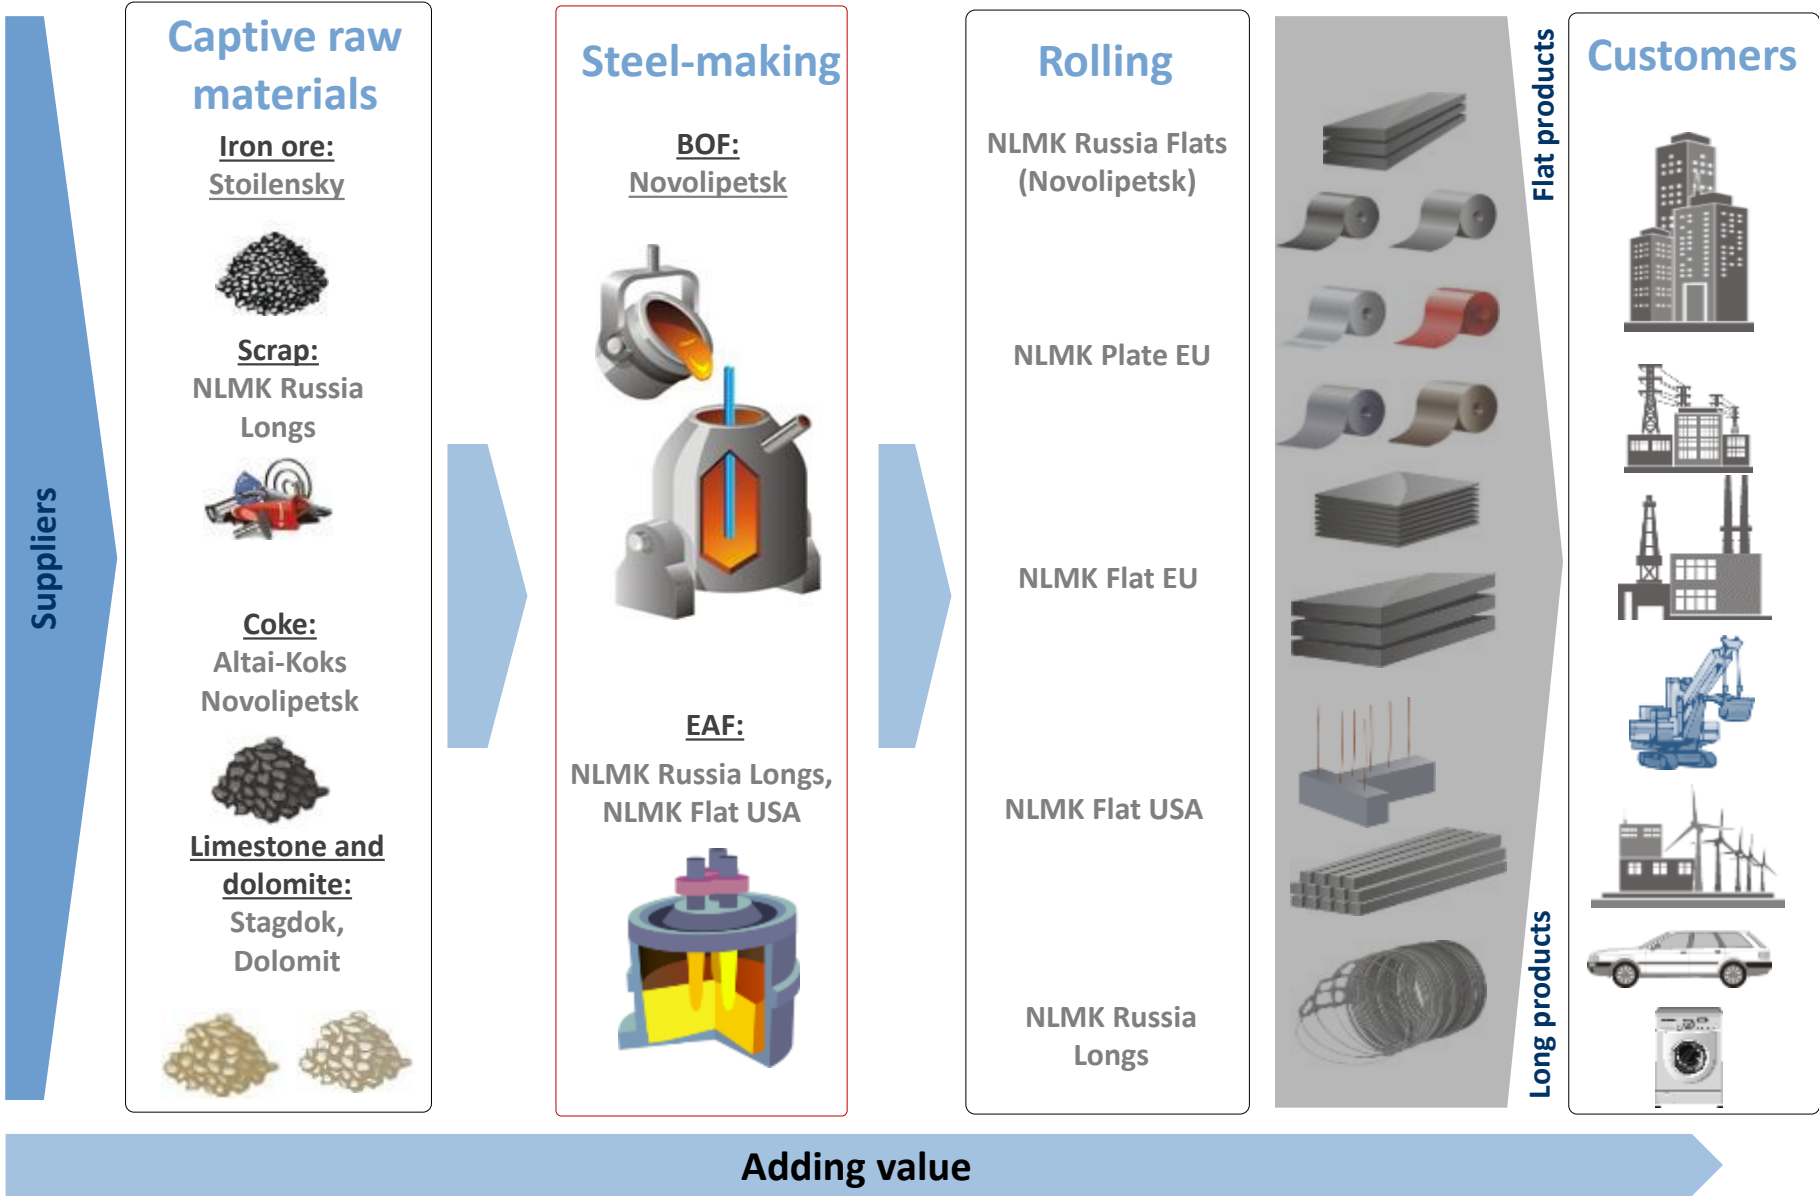 Suppliers
Captive raw
materials
Iron ore:
Stoilensky
Scrap:
NLMK Russia
Longs
Coke:
Altai-Koks
Novolipetsk
Limestone and
dolomite:
Stagdok,
Dolomit
Steel-making
BOF:
Novolipetsk
EAF:
NLMK Russia Longs,
NLMK Flat USA
Rolling
NLMK Russia Flats
(Novolipetsk)
NLMK Plate EU
NLMK Flat EU
NLMK Flat USA
NLMK Russia
Longs
Flat products
Long products
Customers
Adding value